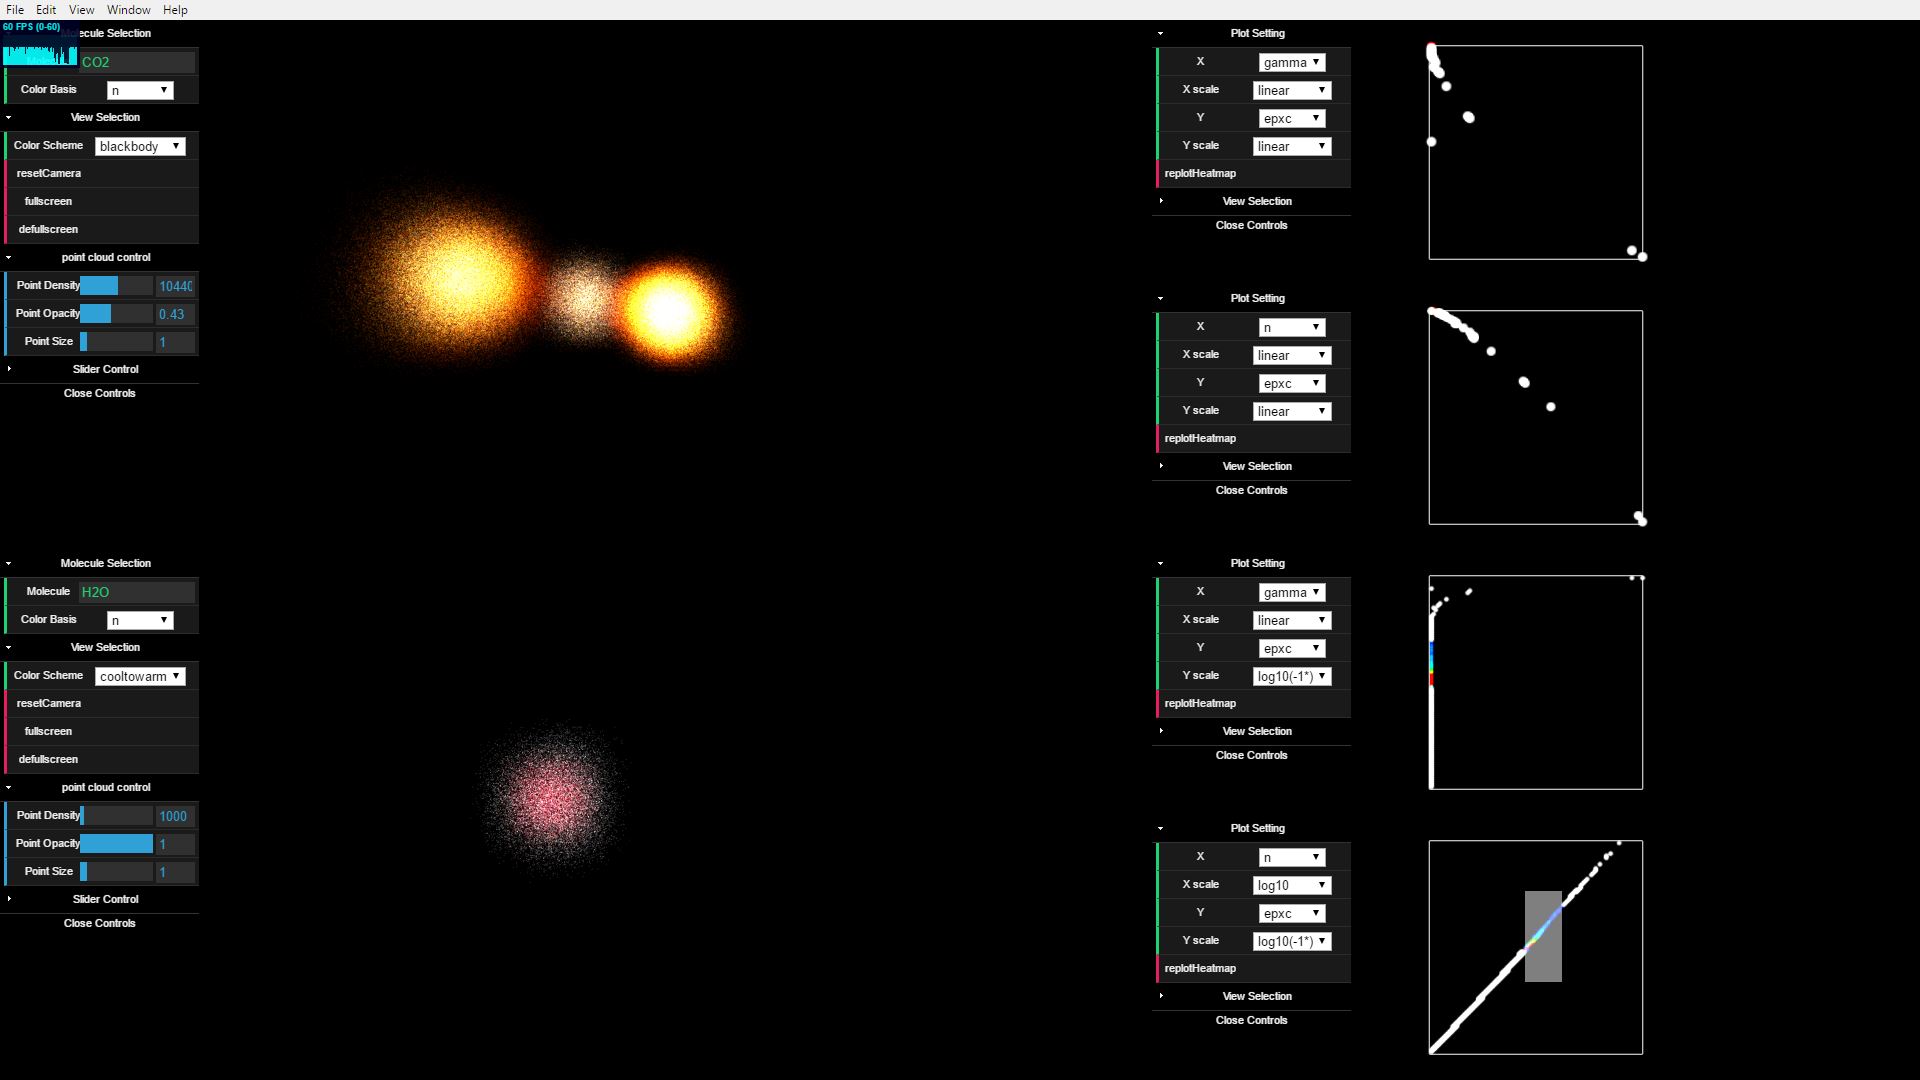 File Edit View Window Help
60 FPS (0-60)
Molecule Selection
CO2
Color Basis n
View Selection
Color Scheme blackbody
resetCamera
fullscreen
defullscreen
point cloud control
Point Density 10440
Point Opacity 0.43
Point Size 1
Slider Control
Close Controls
Plot Setting
X gamma
X scale linear
Y epxc
Y scale linear
replotHeatmap
View Selection
Close Controls
Plot Setting
X n
X scale linear
Y epxc
Y scale linear
replotHeatmap
View Selection
Close Controls
Molecule Selection
Molecule H2O
Color Basis n
View Selection
Color Scheme cooltowarm
resetCamera
fullscreen
defullscreen
point cloud control
Point Density 1000
Point Opacity 1
Point Size 1
Slider Control
Close Controls
Plot Setting
X gamma
X scale linear
Y epxc
Y scale log10(-1*)
replotHeatmap
View Selection
Close Controls
Plot Setting
X n
X scale log10
Y epxc
Y scale log10(-1*)
replotHeatmap
View Selection
Close Controls